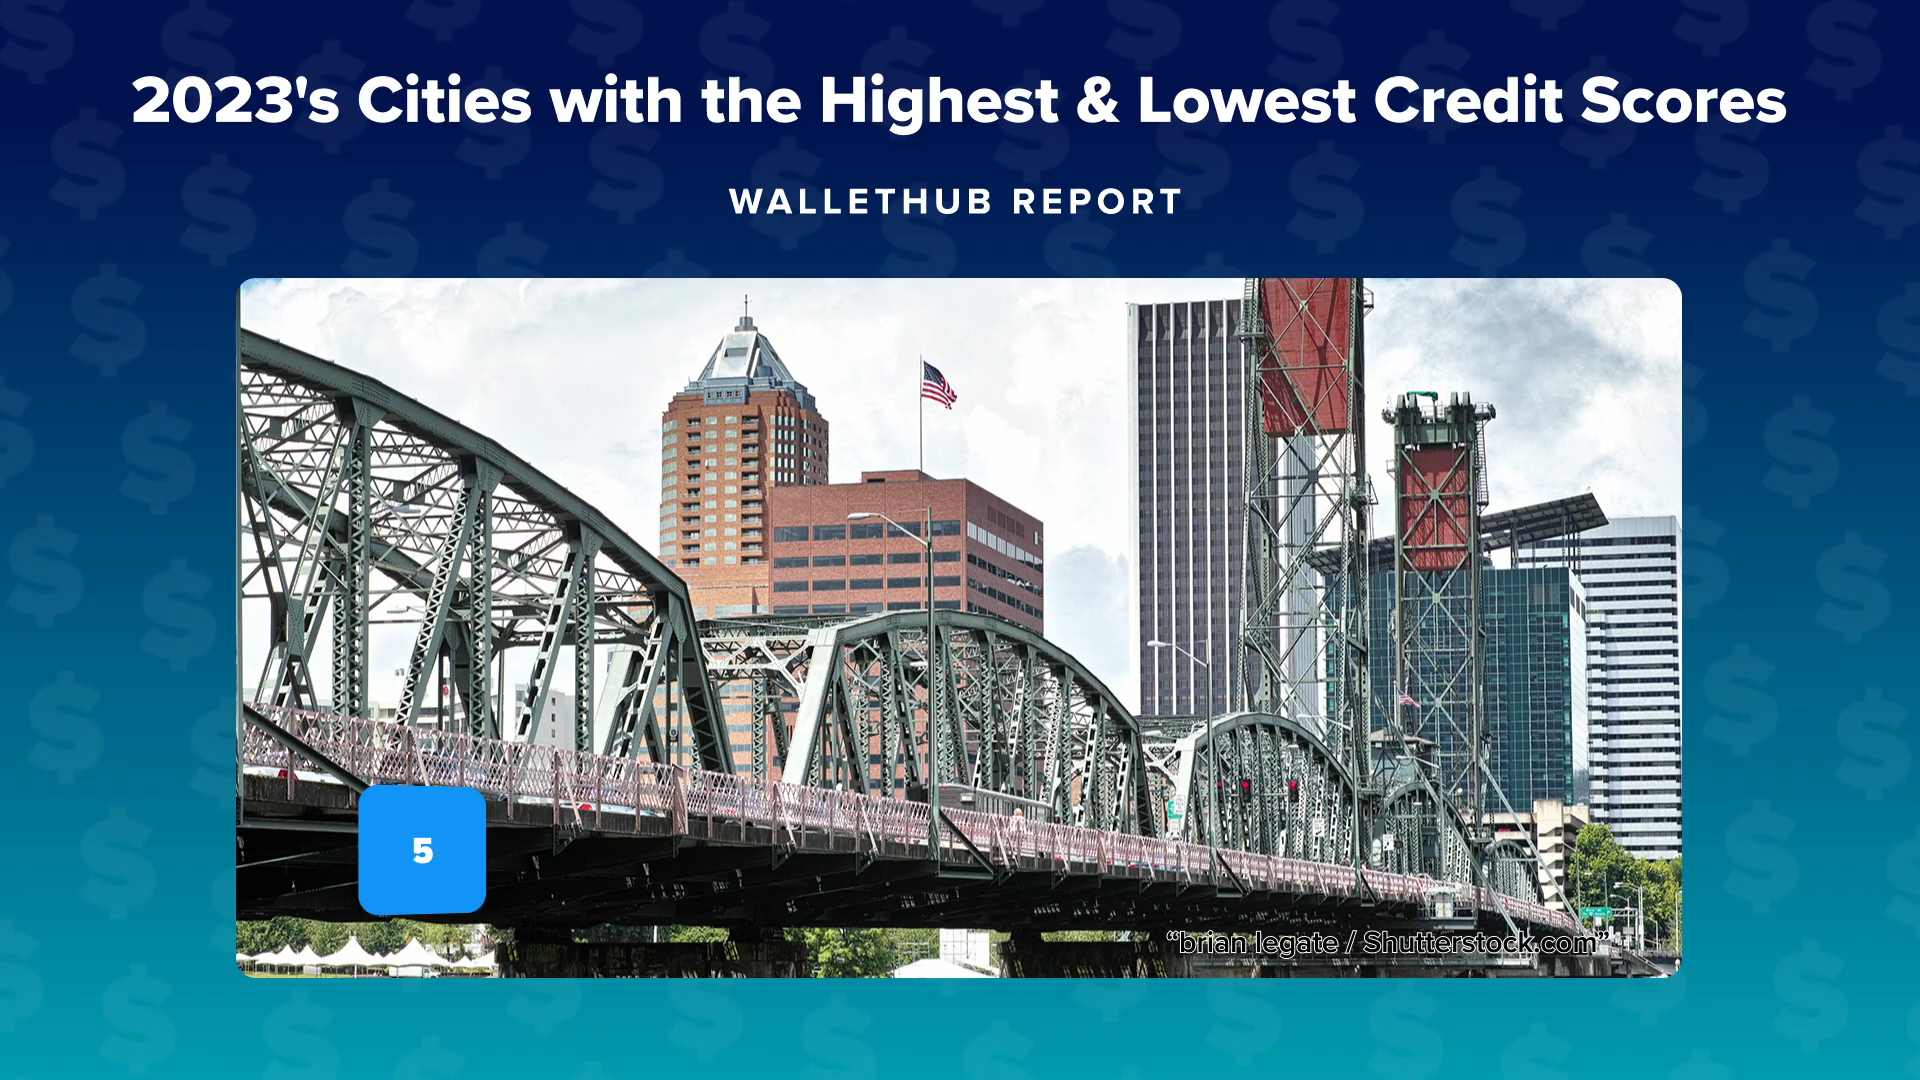 2023's Cities with the Highest & Lowest Credit Scores
WALLETHUB REPORT
5
“brian legate / Shutterstock.com”